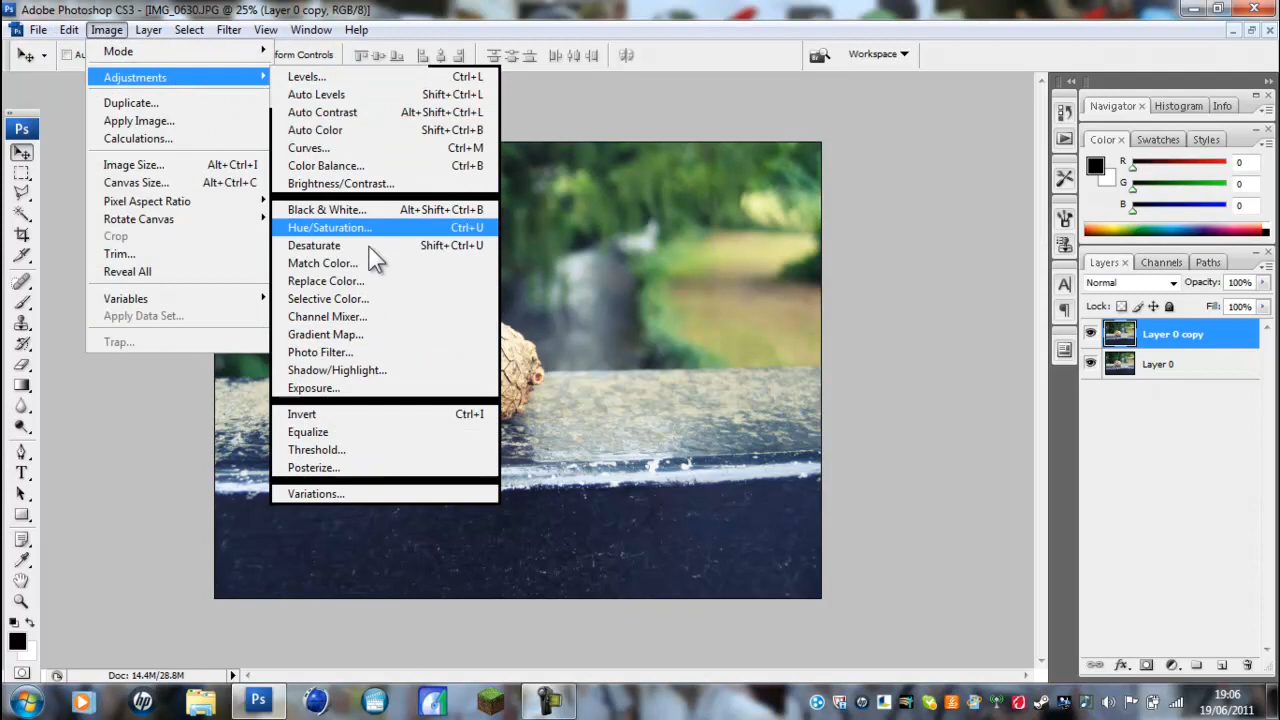 Adobe Photoshop CS3 - [IMG_0630.JPG @ 25% (Layer 0 copy, RGB/8)]
File Edit Image Layer Select Filter View Window Help
Au
form Controls
Workspace
Mode
Adjustments
Duplicate...
Apply Image...
Calculations...
Image Size... Alt+Ctrl+I
Canvas Size... Alt+Ctrl+C
Pixel Aspect Ratio
Rotate Canvas
Crop
Trim...
Reveal All
Variables
Apply Data Set...
Trap...
Levels... Ctrl+L
Auto Levels Shift+Ctrl+L
Auto Contrast Alt+Shift+Ctrl+L
Auto Color Shift+Ctrl+B
Curves... Ctrl+M
Color Balance... Ctrl+B
Brightness/Contrast...
Black & White... Alt+Shift+Ctrl+B
Hue/Saturation... Ctrl+U
Desaturate Shift+Ctrl+U
Match Color...
Replace Color...
Selective Color...
Channel Mixer...
Gradient Map...
Photo Filter...
Shadow/Highlight...
Exposure...
Invert Ctrl+I
Equalize
Threshold...
Posterize...
Variations...
Ps
Navigator Histogram Info
Color Swatches Styles
R 0
G 0
B 0
Layers Channels Paths
Normal Opacity: 100%
Lock: Fill: 100%
Layer 0 copy
Layer 0
Doc: 14.4M/28.8M
Ps
19:06
19/06/2011